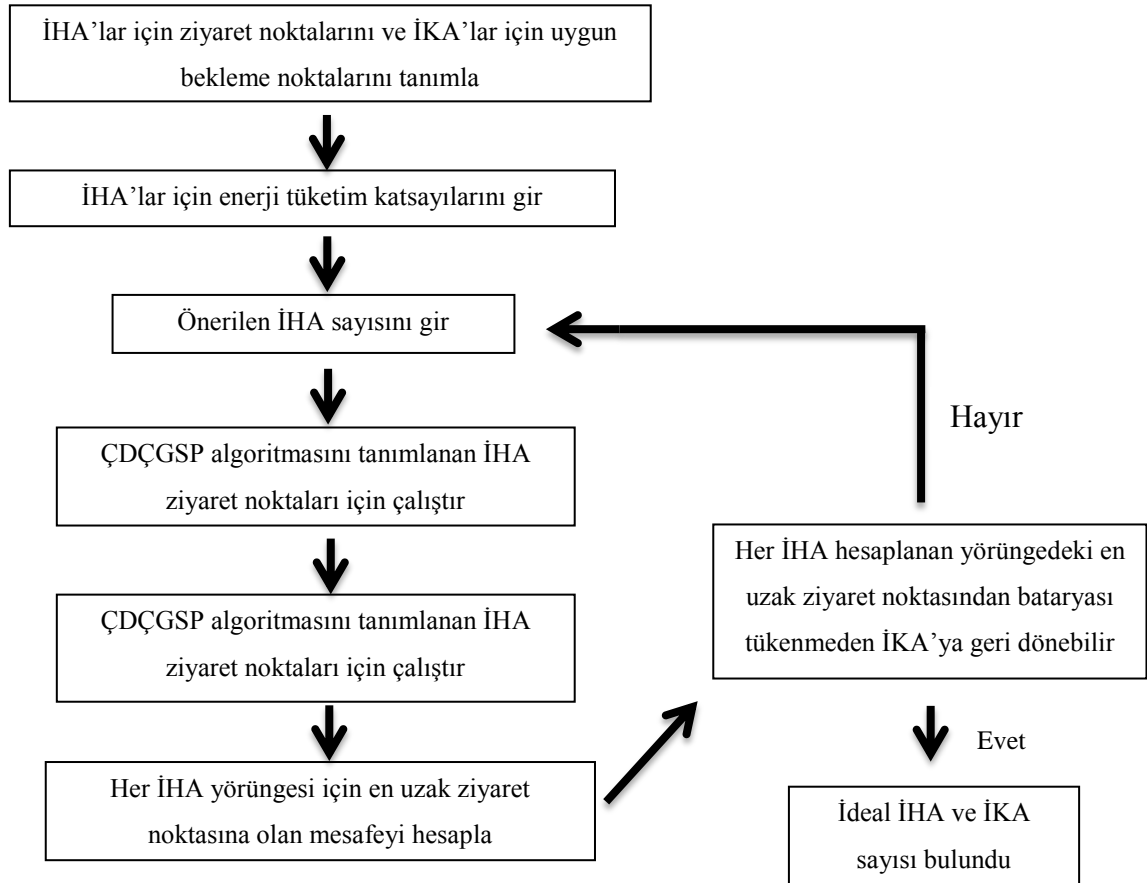 İHA’lar için ziyaret noktalarını ve İKA’lar için uygun
bekleme noktalarını tanımla
İHA’lar için enerji tüketim katsayılarını gir
Önerilen İHA sayısını gir
ÇDÇGSP algoritmasını tanımlanan İHA
ziyaret noktaları için çalıştır
ÇDÇGSP algoritmasını tanımlanan İHA
ziyaret noktaları için çalıştır
Her İHA yörüngesi için en uzak ziyaret
noktasına olan mesafeyi hesapla
Her İHA hesaplanan yörüngedeki en
uzak ziyaret noktasından bataryası
tükenmeden İKA’ya geri dönebilir
Hayır
Evet
İdeal İHA ve İKA
sayısı bulundu